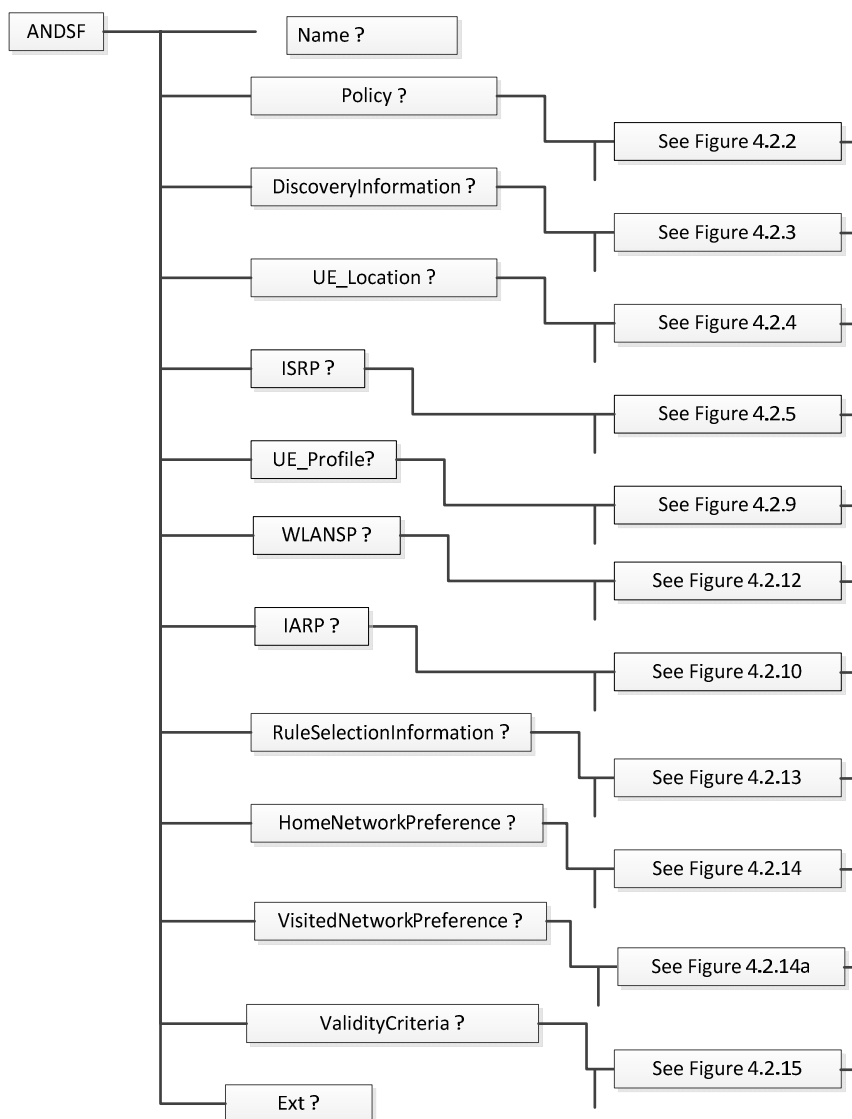 ANDSF
Name ?
Policy ?
See Figure 4.2.2
DiscoveryInformation ?
See Figure 4.2.3
UE_Location ?
See Figure 4.2.4
ISRP ?
See Figure 4.2.5
UE_Profile?
See Figure 4.2.9
WLANSP ?
See Figure 4.2.12
IARP ?
See Figure 4.2.10
RuleSelectionInformation ?
See Figure 4.2.13
HomeNetworkPreference ?
See Figure 4.2.14
VisitedNetworkPreference ?
See Figure 4.2.14a
ValidityCriteria ?
See Figure 4.2.15
Ext ?